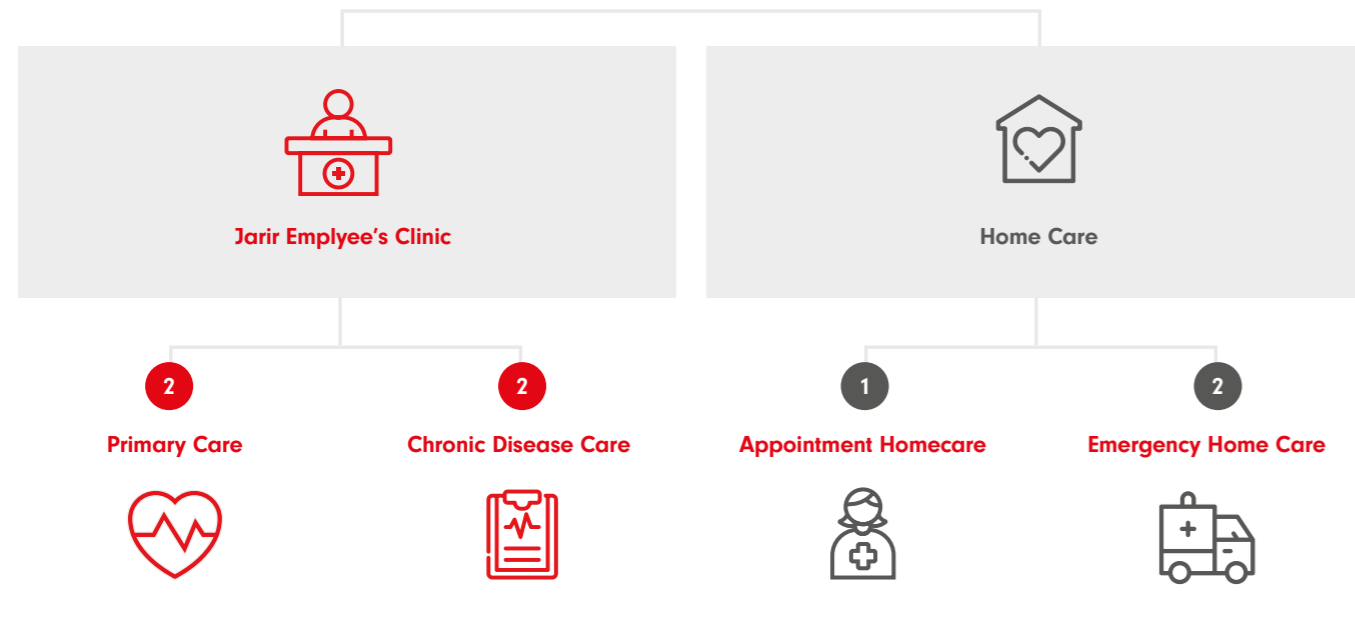 Jarir Emplyee's Clinic
Home Care
2
2
1
2
Primary Care
Chronic Disease Care
Appointment Homecare
Emergency Home Care